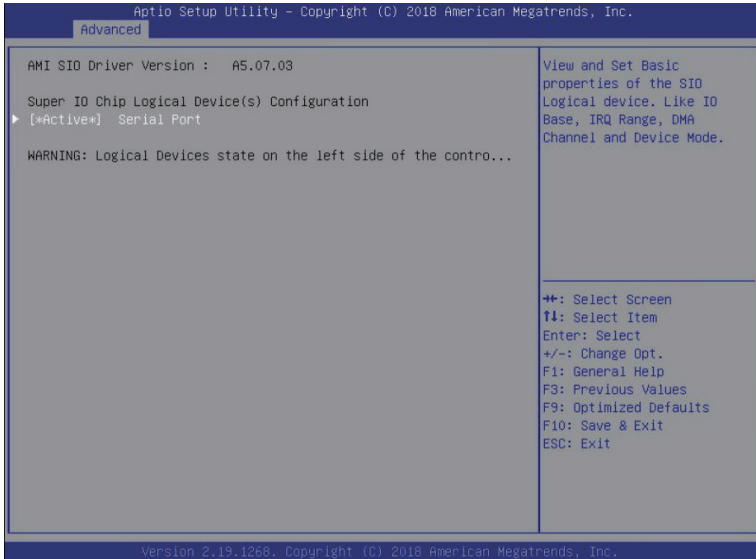 Aptio Setup Utility – Copyright (C) 2018 American Megatrends, Inc.
Advanced
AMI SIO Driver Version :   A5.07.03
Super IO Chip Logical Device(s) Configuration
[*Active*]   Serial Port
WARNING: Logical Devices state on the left side of the contro...
View and Set Basic
properties of the SIO
Logical device. Like IO
Base, IRQ Range, DMA
Channel and Device Mode.
→←: Select Screen
↑↓: Select Item
Enter: Select
+/-: Change Opt.
F1: General Help
F3: Previous Values
F9: Optimized Defaults
F10: Save & Exit
ESC: Exit
Version 2.19.1268. Copyright (C) 2018 American Megatrends, Inc.